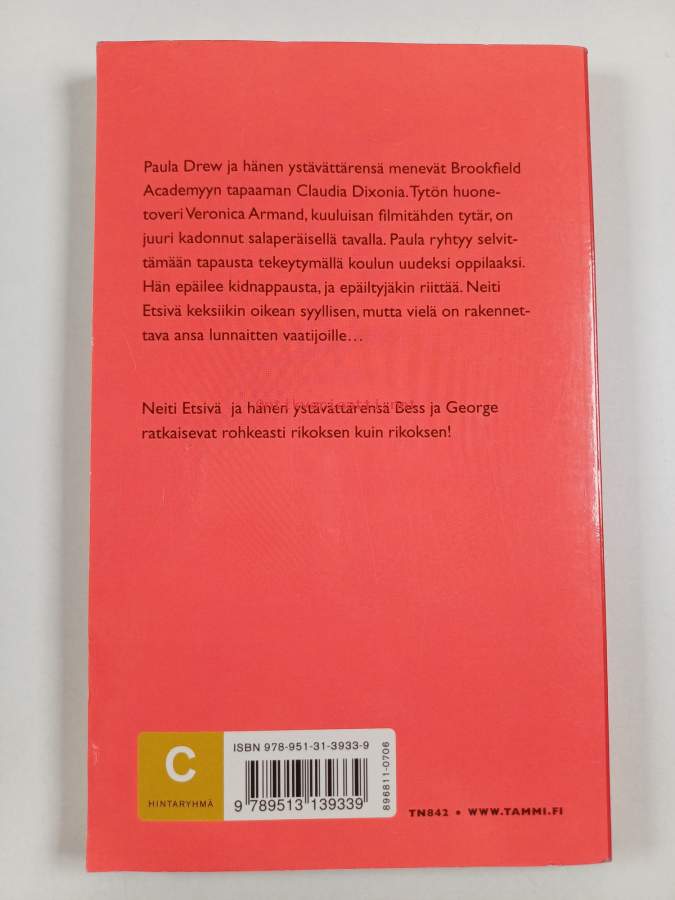 Paula Drew ja hänen ystävättärensä menevät Brookfield
Academyyn tapaaman Claudia Dixonia. Tytön huone-
toveri Veronica Armand, kuuluisan filmitähden tytär, on
juuri kadonnut salaperäisellä tavalla. Paula ryhtyy selvit-
tämään tapausta tekeytymällä koulun uudeksi oppilaaksi.
Hän epäilee kidnappausta, ja epäiltyjäkin riittää. Neiti
Etsivä keksiikin oikean syyllisen, mutta vielä on rakennet-
tava ansa lunnaitten vaatijoille...
Antikvariaatti.net
Neiti Etsivä ja hänen ystävättärensä Bess ja George
ratkaisevat rohkeasti rikoksen kuin rikoksen!
C
HINTARYHMÄ
ISBN 978-951-31-3933-9
9 789513 139339
896811-0706
TN842 • WWW.TAMMI.FI